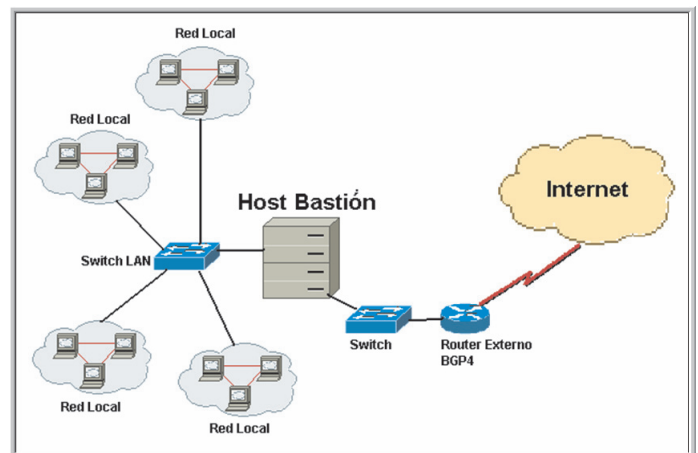 Red Local
Red Local
Host Bastión
Internet
Switch LAN
Switch
Router Externo
BGP4
Red Local
Red Local